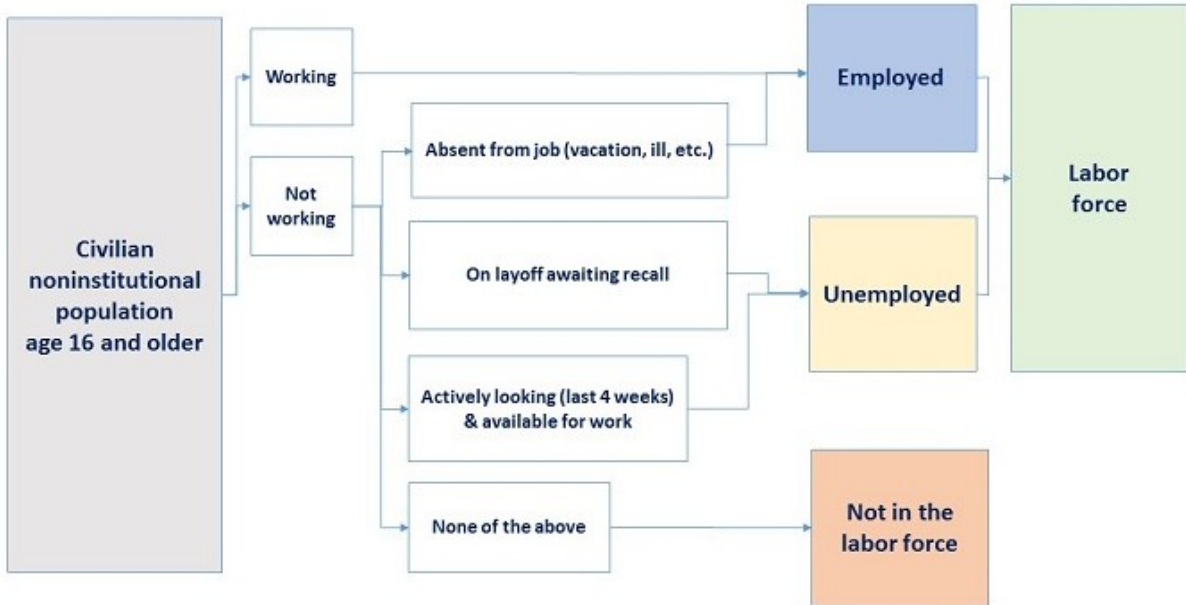 Civilian
noninstitutional
population
age 16 and older
Working
Not
working
Absent from job (vacation, ill, etc.)
On layoff awaiting recall
Actively looking (last 4 weeks)
& available for work
None of the above
Employed
Unemployed
Not in the
labor force
Labor
force